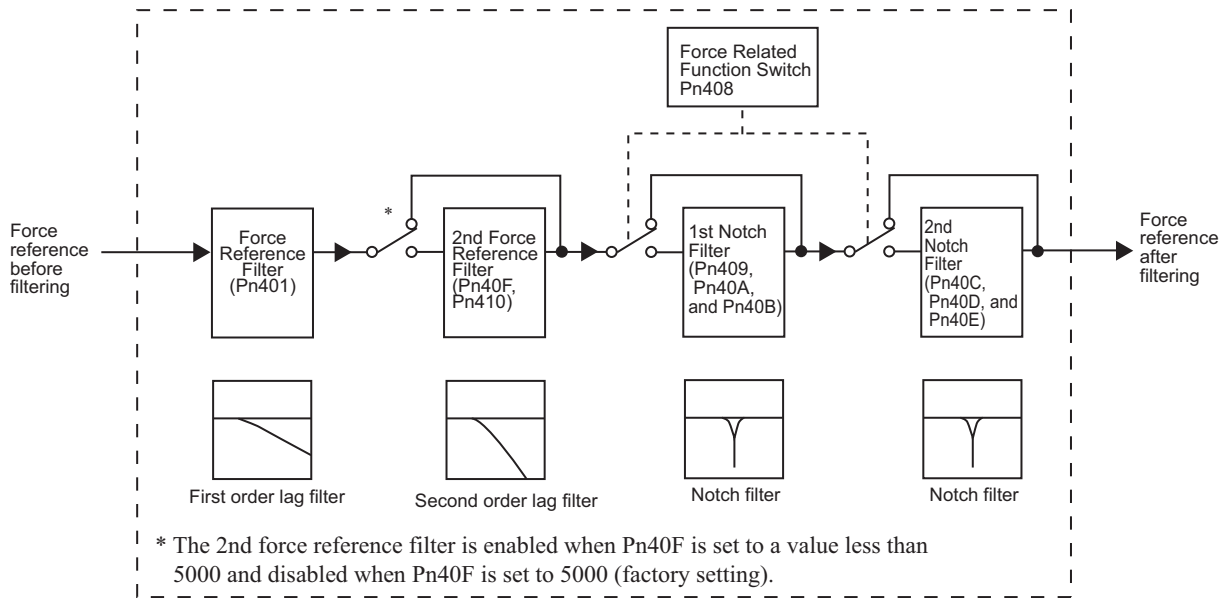 Force Related
Function Switch
Pn408
Force
reference
before
filtering
Force
Reference
Filter
(Pn401)
*
2nd Force
Reference
Filter
(Pn40F,
Pn410)
1st Notch
Filter
(Pn409,
Pn40A,
and Pn40B)
2nd
Notch
Filter
(Pn40C,
Pn40D, and
Pn40E)
Force
reference
after
filtering
First order lag filter
Second order lag filter
Notch filter
Notch filter
* The 2nd force reference filter is enabled when Pn40F is set to a value less than
5000 and disabled when Pn40F is set to 5000 (factory setting).